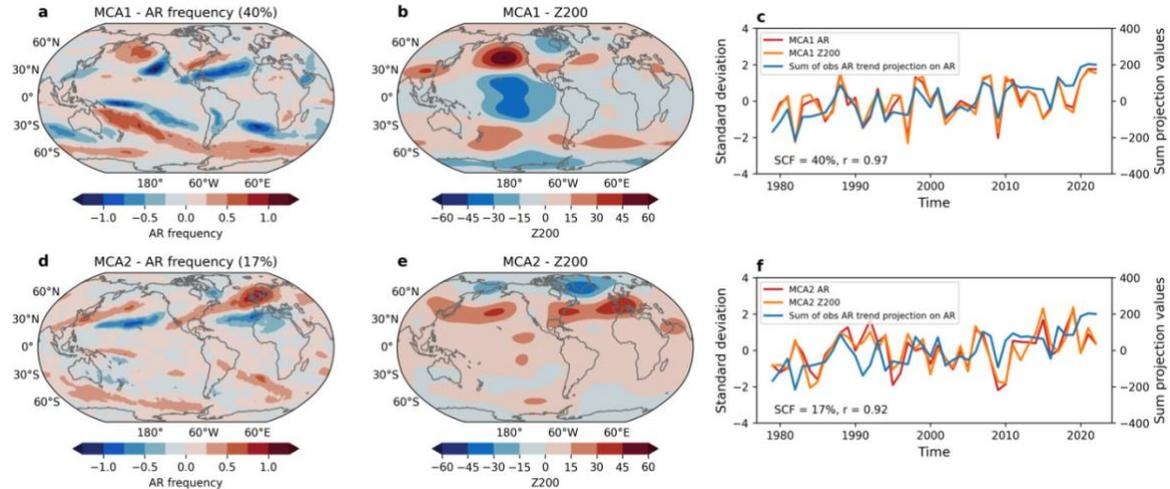 a
MCA1 - AR frequency (40%)
60°N
30°N
0°
30°S
60°S
180° 60°W 60°E
−1.0 −0.5 0.0 0.5 1.0
AR frequency
b
MCA1 - Z200
60°N
30°N
0°
30°S
60°S
180° 60°W 60°E
−60 −45 −30 −15 0 15 30 45 60
Z200
c
MCA1 AR
MCA1 Z200
Sum of obs AR trend projection on AR
Standard deviation
4
2
0
−2
−4
400
200
0
−200
−400
Sum projection values
SCF = 40%, r = 0.97
1980 1990 2000 2010 2020
Time
d
MCA2 - AR frequency (17%)
60°N
30°N
0°
30°S
60°S
180° 60°W 60°E
−1.0 −0.5 0.0 0.5 1.0
AR frequency
e
MCA2 - Z200
60°N
30°N
0°
30°S
60°S
180° 60°W 60°E
−60 −45 −30 −15 0 15 30 45 60
Z200
f
MCA2 AR
MCA2 Z200
Sum of obs AR trend projection on AR
Standard deviation
4
2
0
−2
−4
400
200
0
−200
−400
Sum projection values
SCF = 17%, r = 0.92
1980 1990 2000 2010 2020
Time